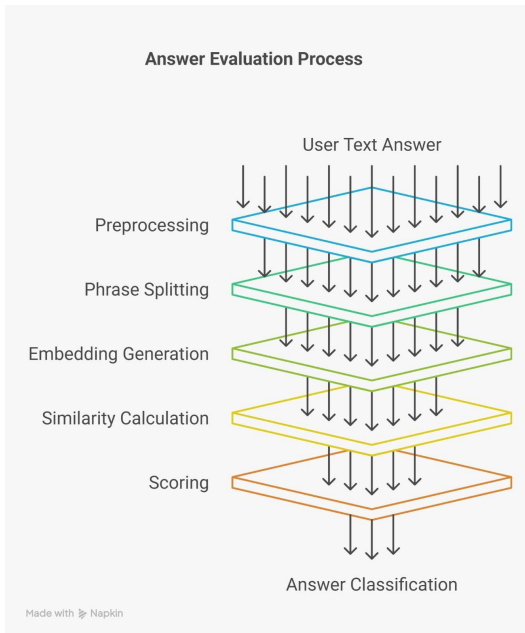 Answer Evaluation Process
User Text Answer
Preprocessing
Phrase Splitting
Embedding Generation
Similarity Calculation
Scoring
Answer Classification
Made with Napkin